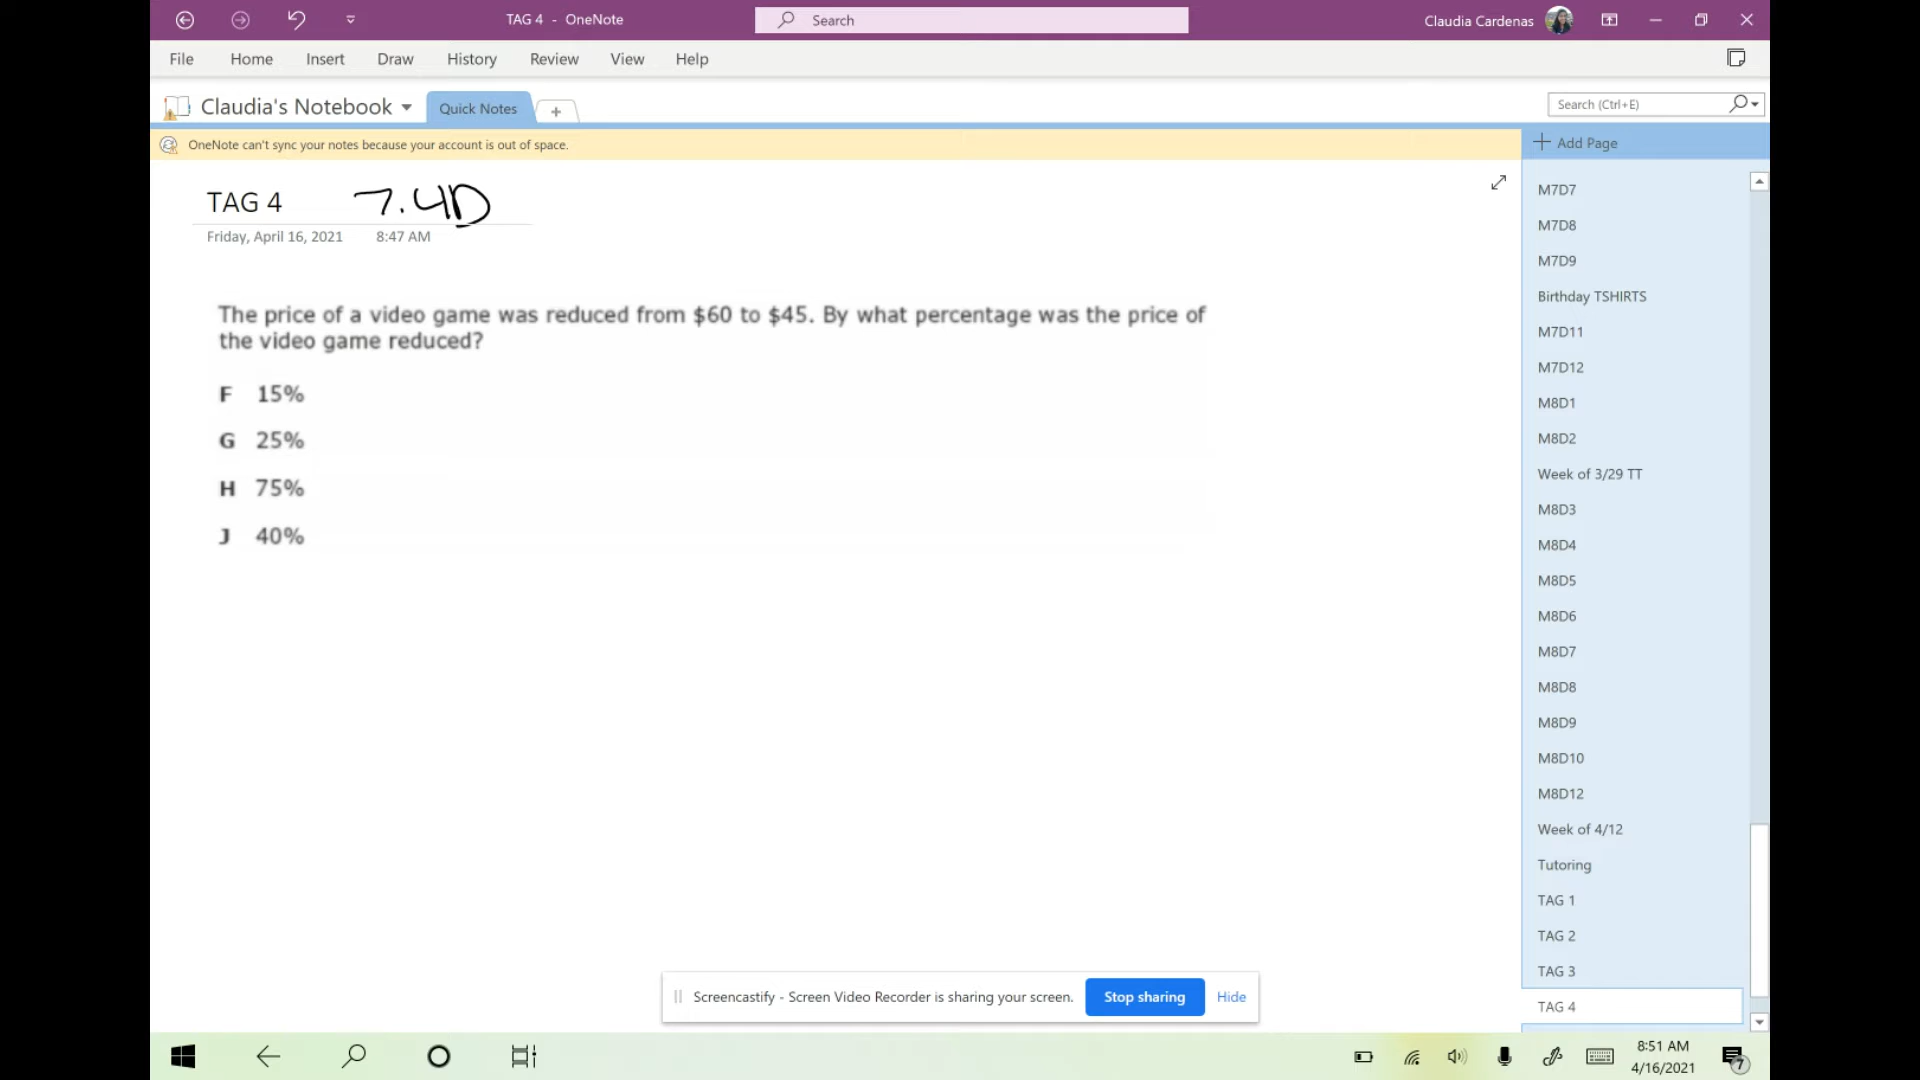 TAG 4 - OneNote
Search
Claudia Cardenas
File Home Insert Draw History Review View Help
Claudia's Notebook
Quick Notes
Search (Ctrl+E)
OneNote can't sync your notes because your account is out of space.
Add Page
TAG 4 7.4D
Friday, April 16, 2021 8:47 AM
The price of a video game was reduced from $60 to $45. By what percentage was the price of
the video game reduced?
F 15%
G 25%
H 75%
J 40%
M7D7
M7D8
M7D9
Birthday TSHIRTS
M7D11
M7D12
M8D1
M8D2
Week of 3/29 TT
M8D3
M8D4
M8D5
M8D6
M8D7
M8D8
M8D9
M8D10
M8D12
Week of 4/12
Tutoring
TAG 1
TAG 2
TAG 3
TAG 4
Screencastify - Screen Video Recorder is sharing your screen. Stop sharing Hide
8:51 AM
4/16/2021
7